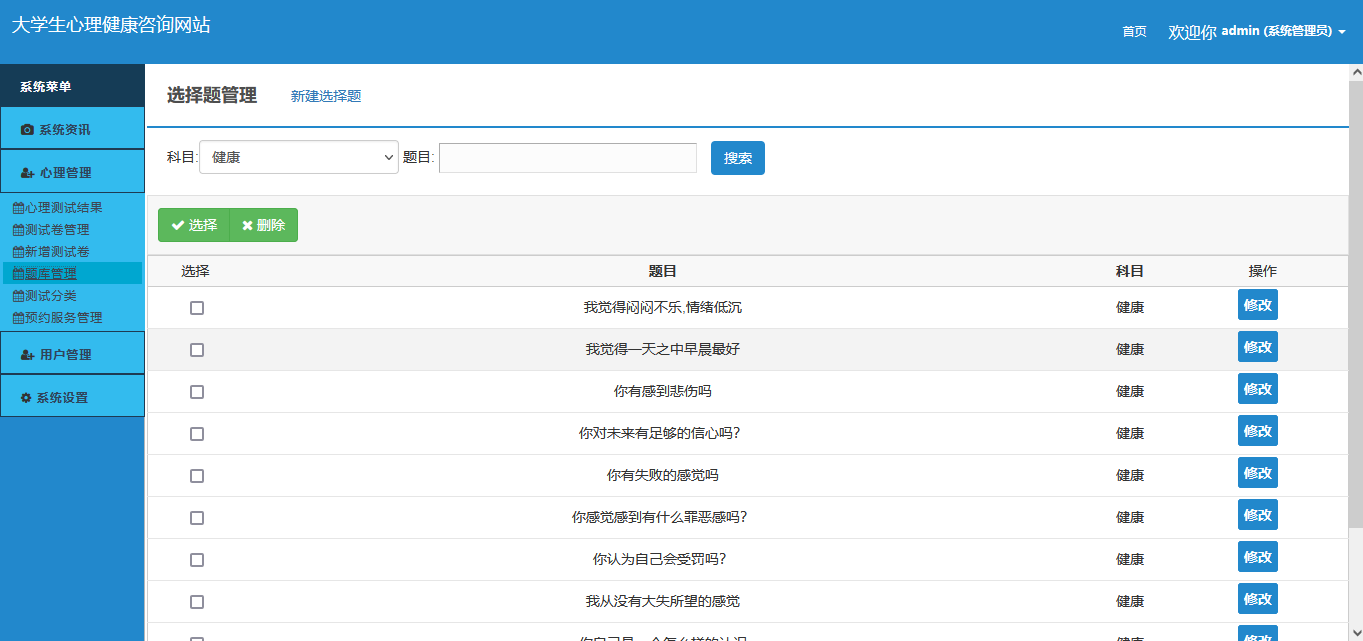 大学生心理健康咨询网站
首页 欢迎你 admin (系统管理员)
系统菜单
系统资讯
心理管理
心理测试结果
测试卷管理
新增测试卷
题库管理
测试分类
预约服务管理
用户管理
系统设置
选择题管理 新建选择题
科目: 健康 题目: 搜索
选择 删除
选择 题目 科目 操作
我觉得闷闷不乐,情绪低沉 健康 修改
我觉得一天之中早晨最好 健康 修改
你有感到悲伤吗 健康 修改
你对未来有足够的信心吗? 健康 修改
你有失败的感觉吗 健康 修改
你感觉感到有什么罪恶感吗? 健康 修改
你认为自己会受罚吗? 健康 修改
我从没有大失所望的感觉 健康 修改
健康 修改